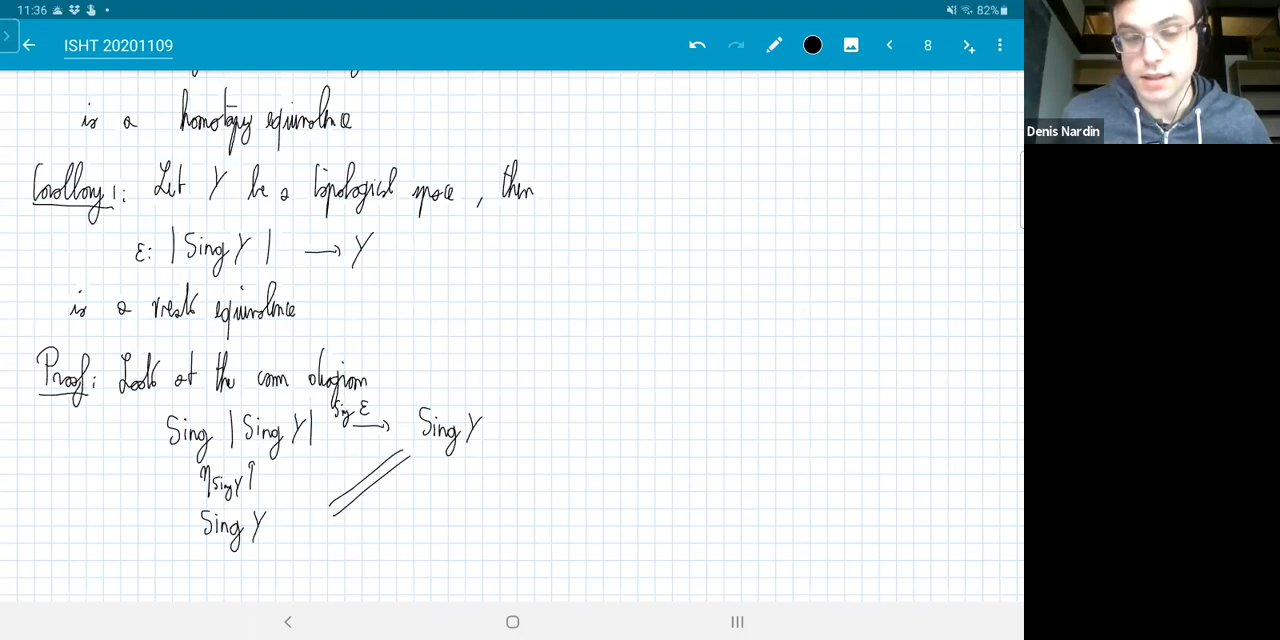 11:36
82%
ISHT 20201109
8
is a homotopy equivalence
Corollary 1: Let Y be a topological space, then
ε: |Sing Y| → Y
is a weak equivalence
Proof: Look at the comm diagram
Sing |Sing Y| Sing ε → Sing Y
η Sing Y ↑
Sing Y
Denis Nardin